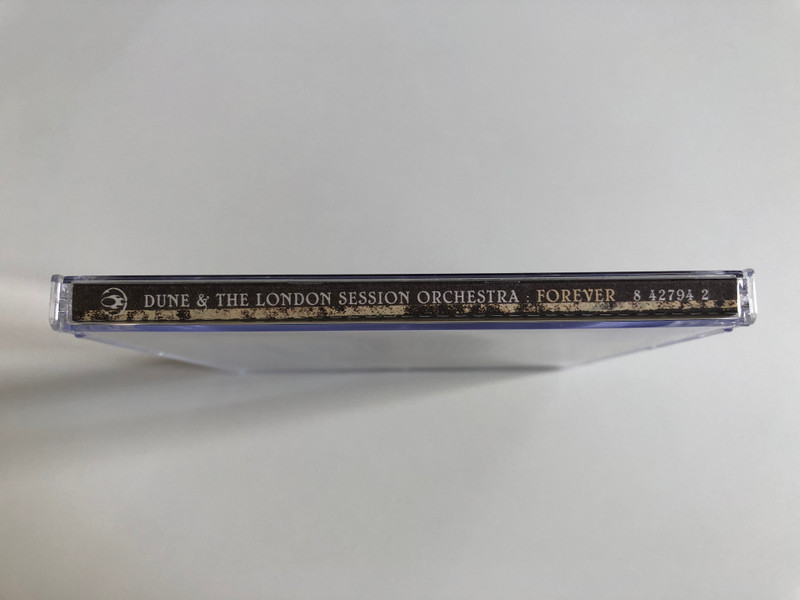 DUNE & THE LONDON SESSION ORCHESTRA : FOREVER 8 42794 2